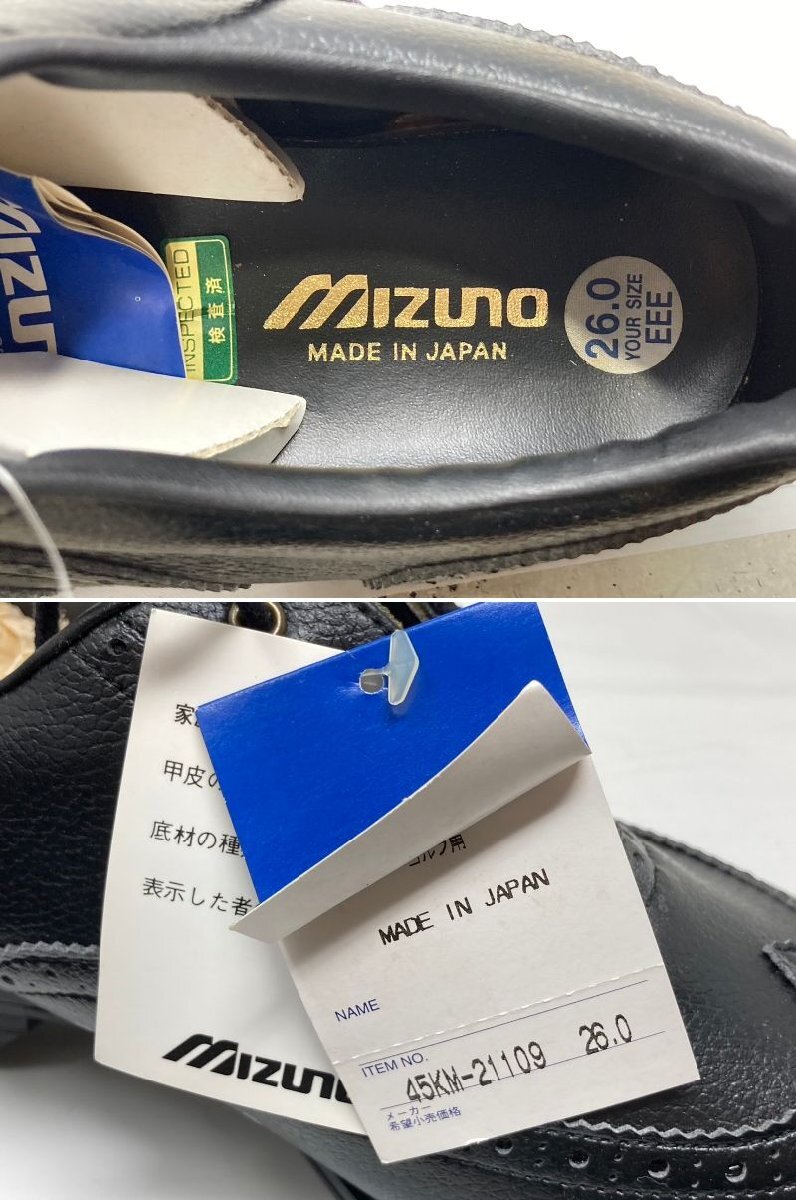 MIZUNO
INSPECTED
検査済
MIZUNO
MADE IN JAPAN
26.0
YOUR SIZE
EEE
甲皮の
底材の種
表示した者
MIZUNO
ゴルフ用
MADE IN JAPAN
NAME
ITEM NO.
45KM-21109 26.0
メーカー
希望小売価格